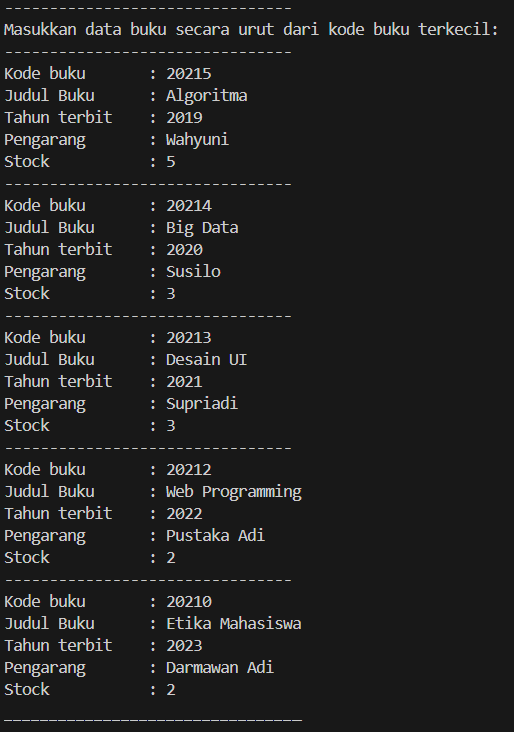 --------------------------------
Masukkan data buku secara urut dari kode buku terkecil:
--------------------------------
Kode buku       : 20215
Judul Buku      : Algoritma
Tahun terbit    : 2019
Pengarang       : Wahyuni
Stock           : 5
--------------------------------
Kode buku       : 20214
Judul Buku      : Big Data
Tahun terbit    : 2020
Pengarang       : Susilo
Stock           : 3
--------------------------------
Kode buku       : 20213
Judul Buku      : Desain UI
Tahun terbit    : 2021
Pengarang       : Supriadi
Stock           : 3
--------------------------------
Kode buku       : 20212
Judul Buku      : Web Programming
Tahun terbit    : 2022
Pengarang       : Pustaka Adi
Stock           : 2
--------------------------------
Kode buku       : 20210
Judul Buku      : Etika Mahasiswa
Tahun terbit    : 2023
Pengarang       : Darmawan Adi
Stock           : 2
_________________________________